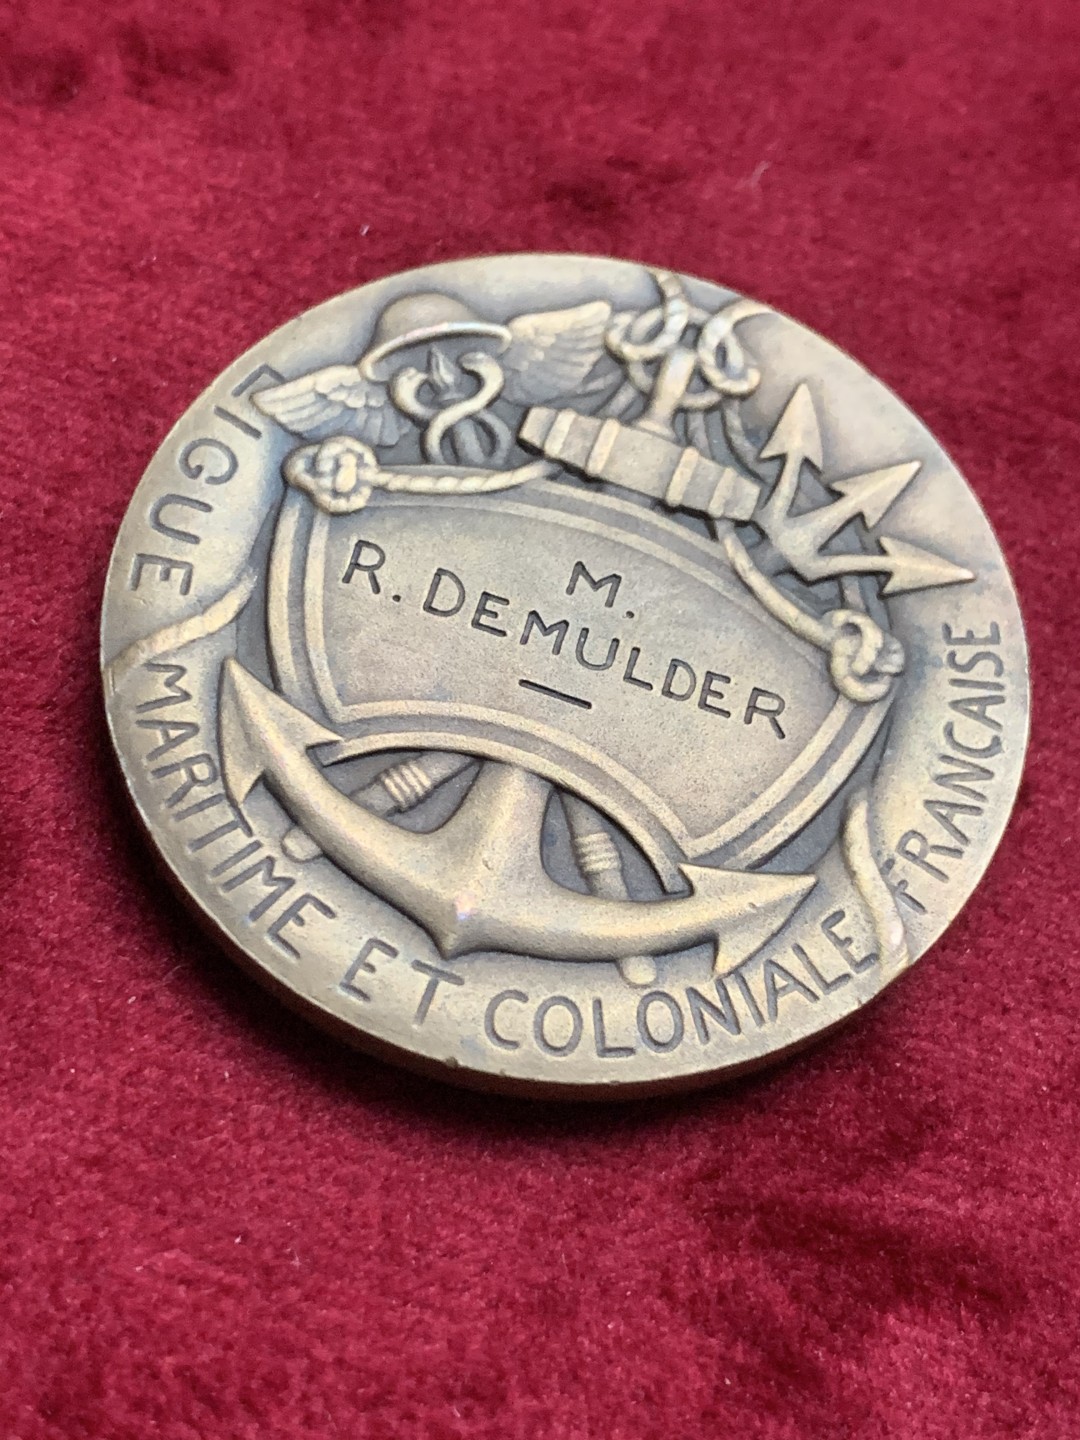 M.
R. DEMULDER
LIGUE MARITIME ET COLONIALE FRANCAISE